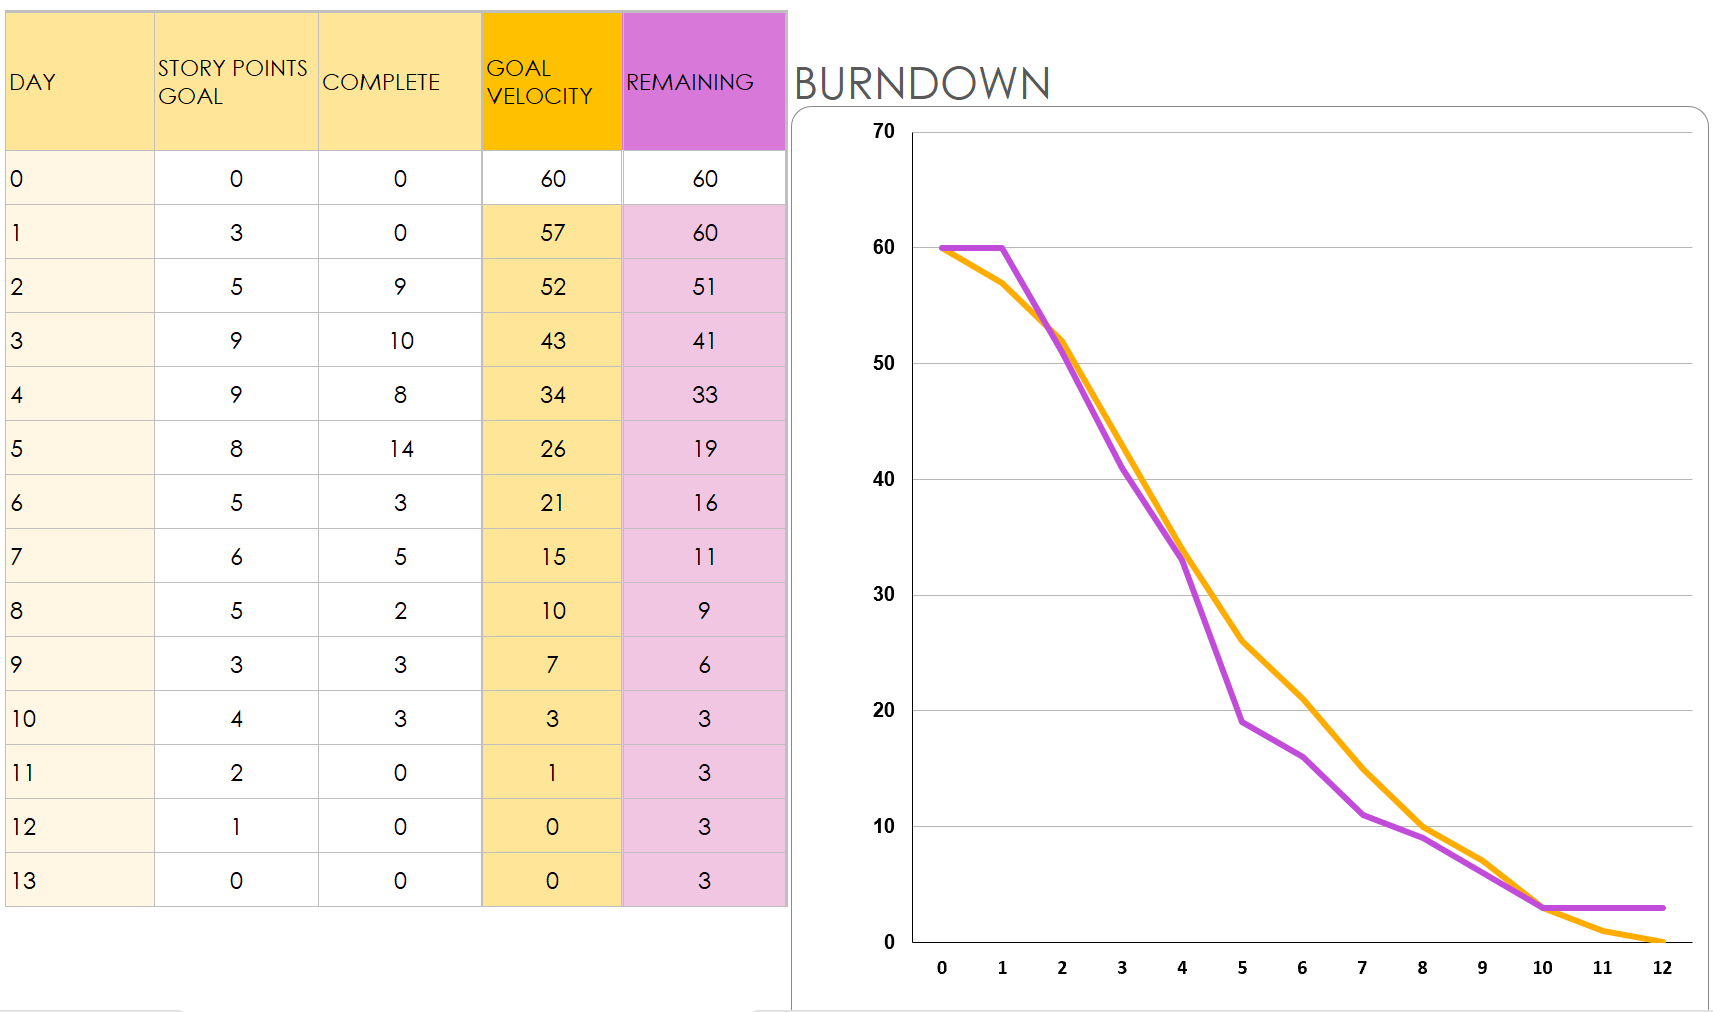 DAY STORY POINTS GOAL COMPLETE GOAL VELOCITY REMAINING
0 0 0 60 60
1 3 0 57 60
2 5 9 52 51
3 9 10 43 41
4 9 8 34 33
5 8 14 26 19
6 5 3 21 16
7 6 5 15 11
8 5 2 10 9
9 3 3 7 6
10 4 3 3 3
11 2 0 1 3
12 1 0 0 3
13 0 0 0 3
BURNDOWN
70
60
50
40
30
20
10
0
0 1 2 3 4 5 6 7 8 9 10 11 12